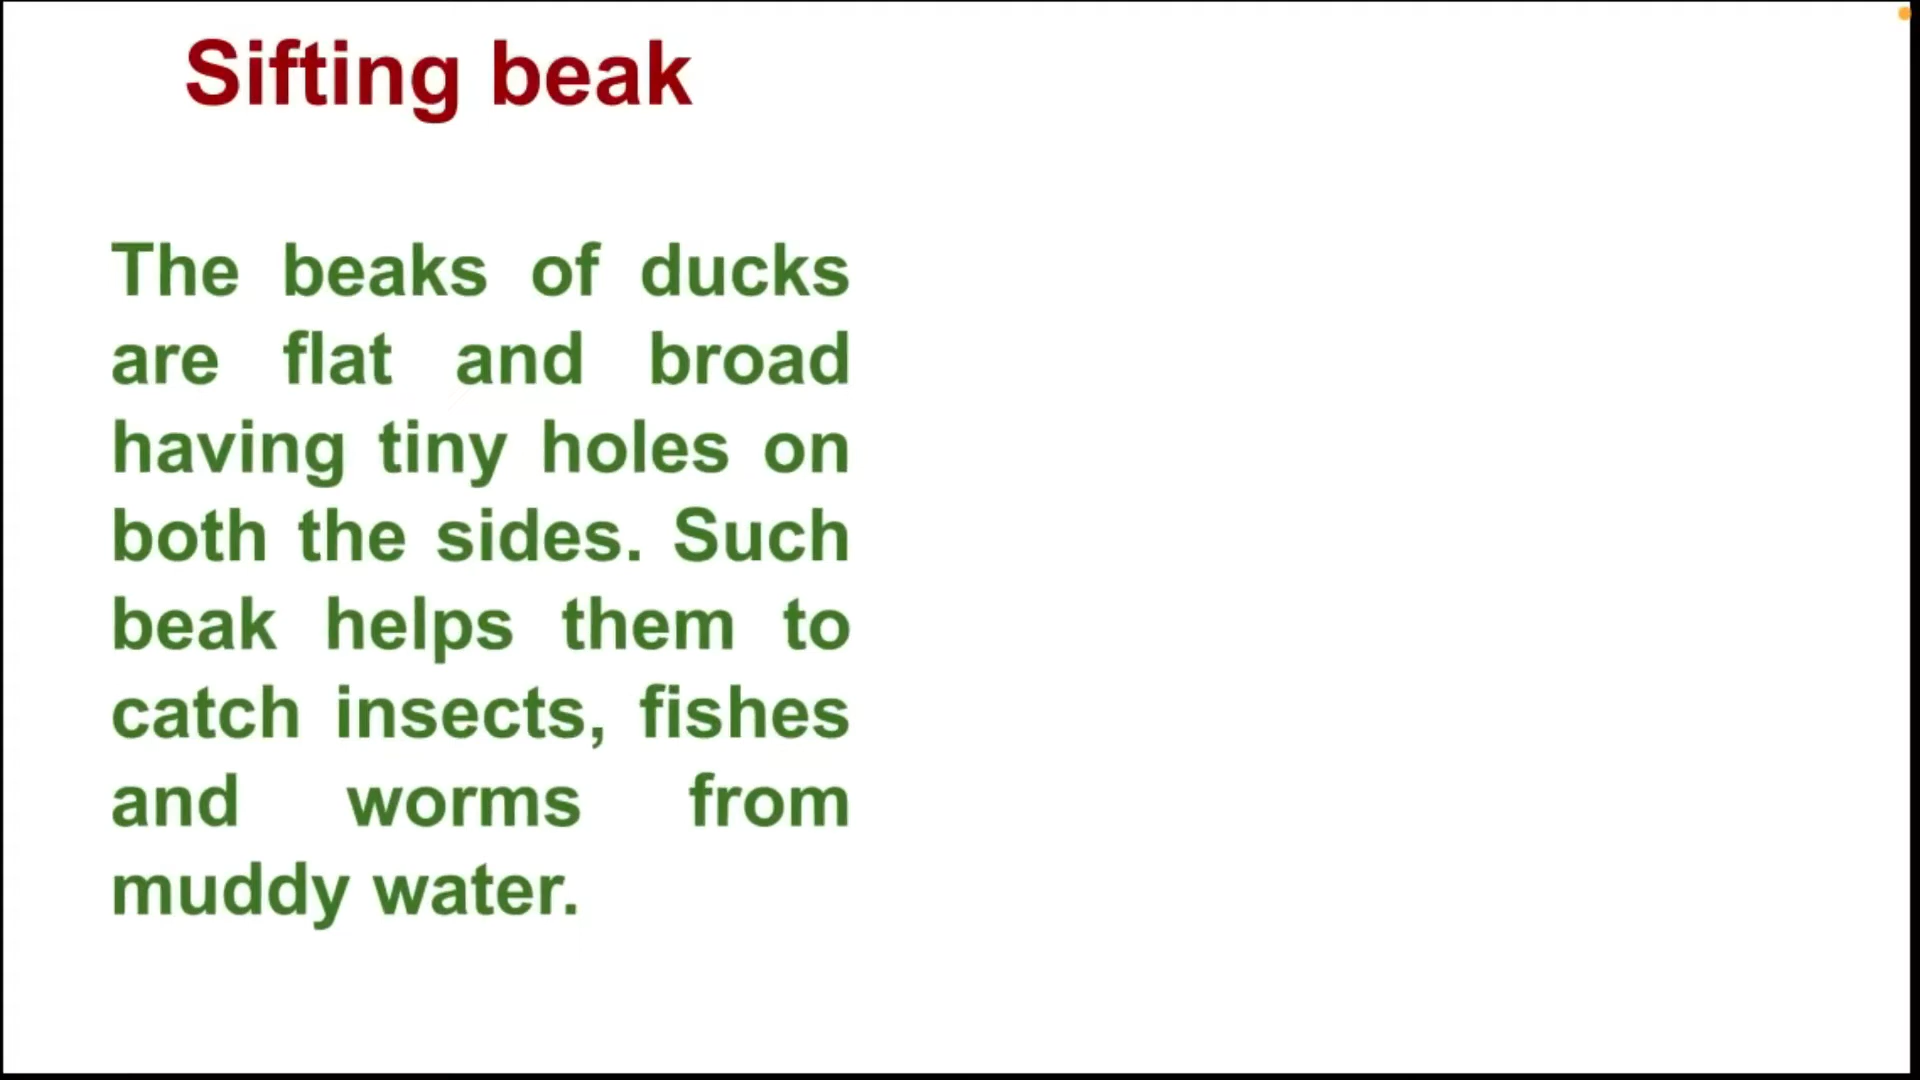 Sifting beak
The beaks of ducks
are flat and broad
having tiny holes on
both the sides. Such
beak helps them to
catch insects, fishes
and worms from
muddy water.